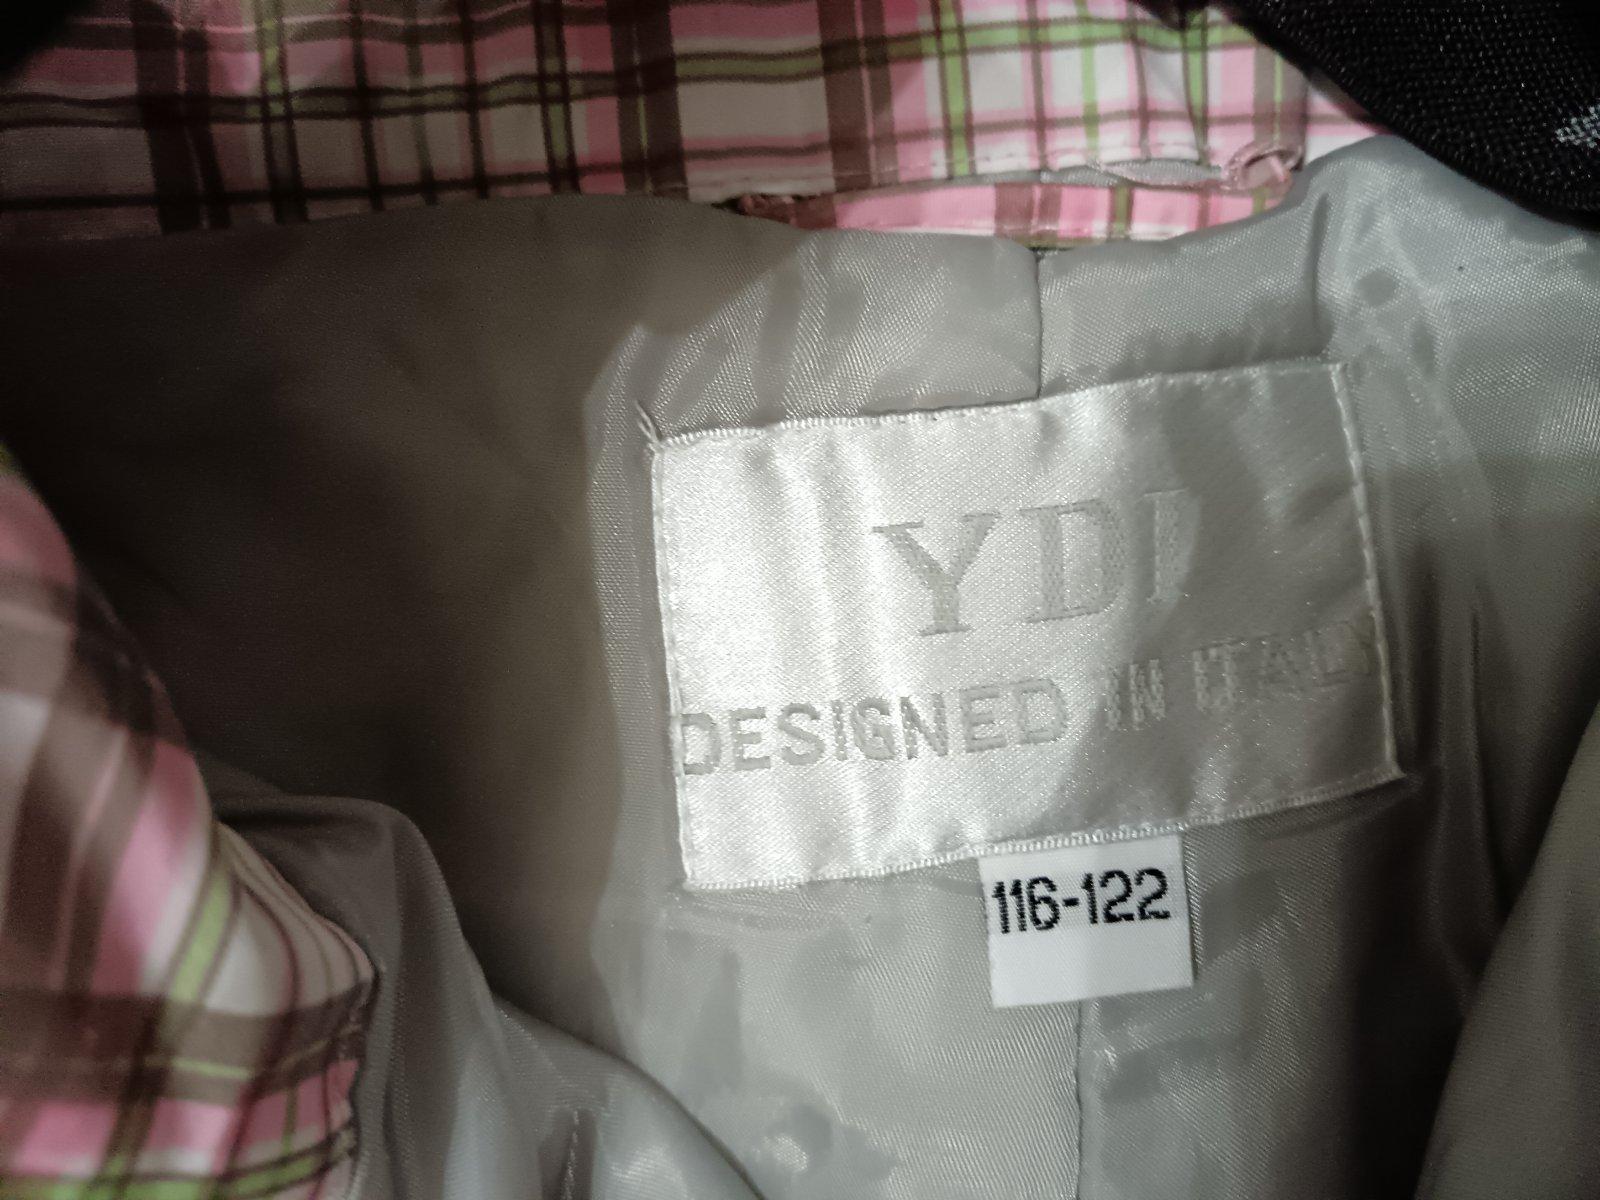 YDI
DESIGNED IN ITALY
116-122